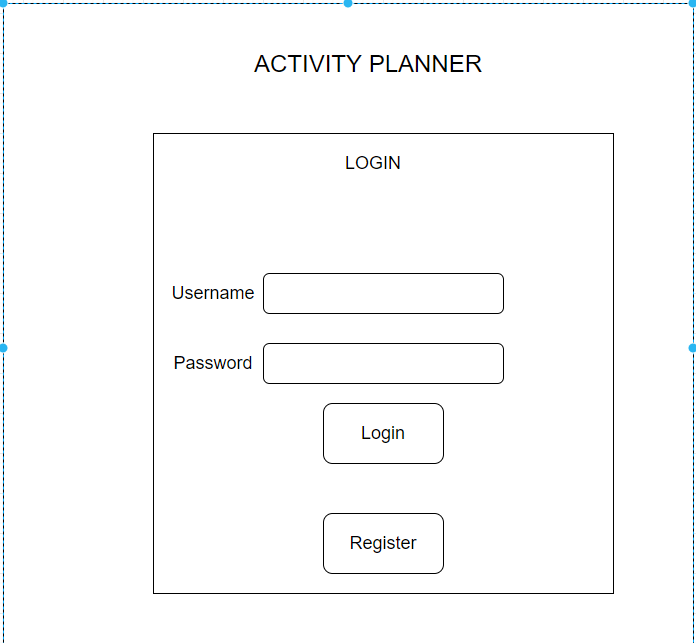 ACTIVITY PLANNER
LOGIN
Username
Password
Login
Register